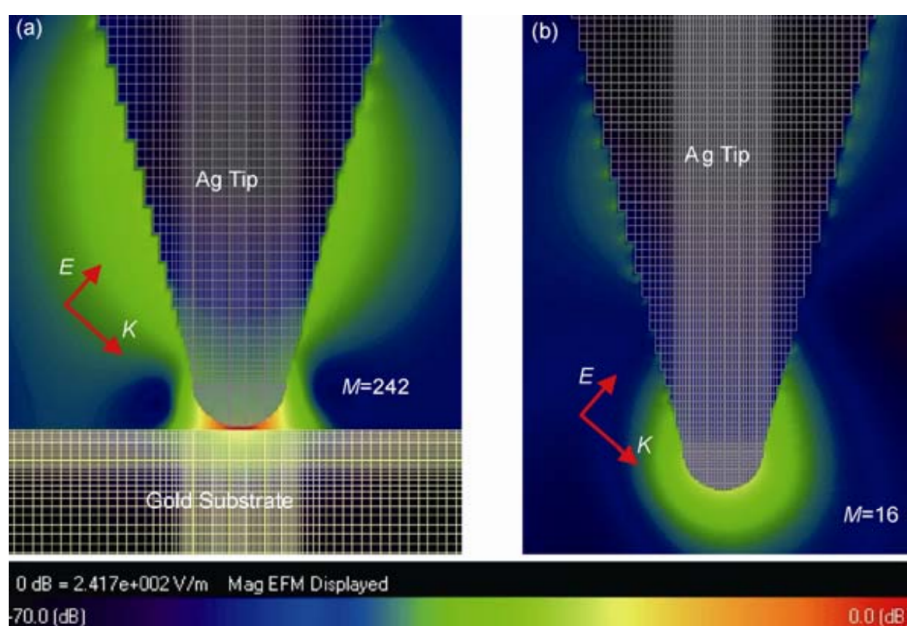 (a)
Ag Tip
E
K
M=242
Gold Substrate
(b)
Ag Tip
E
K
M=16
0 dB = 2.417e+002 V/m Mag EFM Displayed
-70.0 (dB)
0.0 (dB)